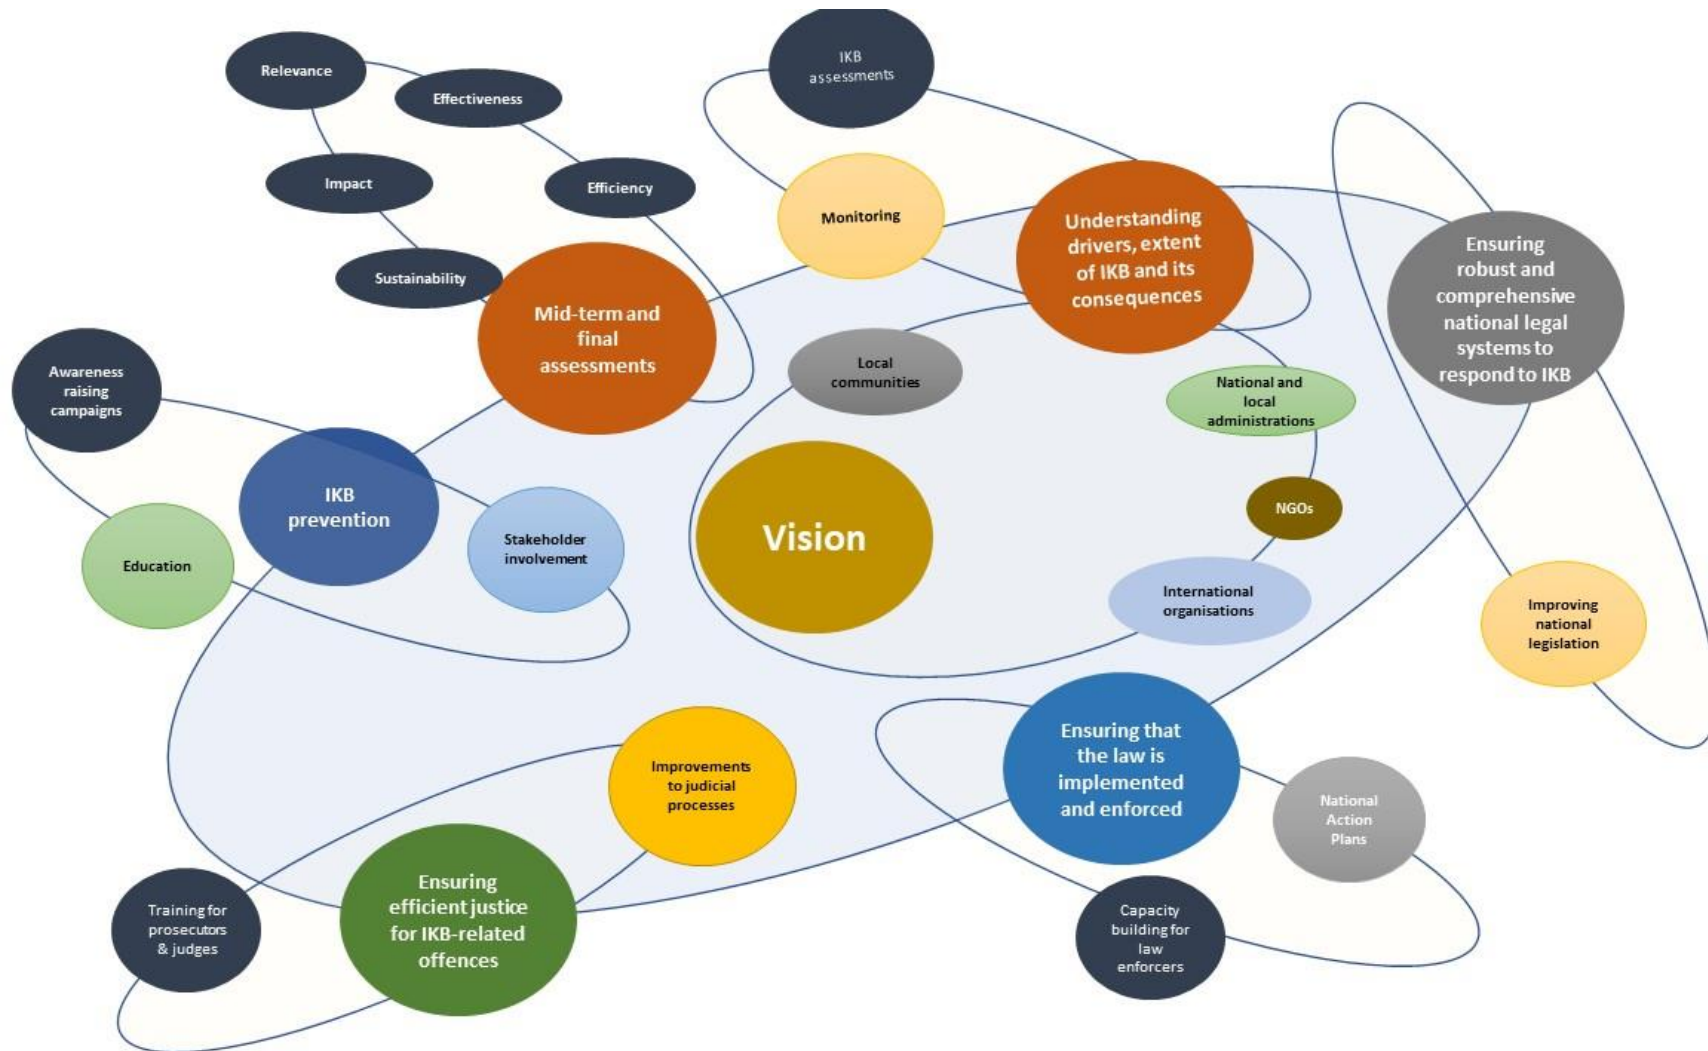 IKB
assessments
Relevance
Effectiveness
Impact
Efficiency
Sustainability
Monitoring
Understanding
drivers, extent
of IKB and its
consequences
Ensuring
robust and
comprehensive
national legal
systems to
respond to IKB
Mid-term and
final
assessments
Local
communities
National and
local
administrations
Awareness
raising
campaigns
IKB
prevention
Stakeholder
involvement
Education
Vision
NGOs
International
organisations
Improving
national
legislation
Improvements
to judicial
processes
Ensuring that
the law is
implemented
and enforced
National
Action
Plans
Ensuring
efficient justice
for IKB-related
offences
Training for
prosecutors
& judges
Capacity
building for
law
enforcers